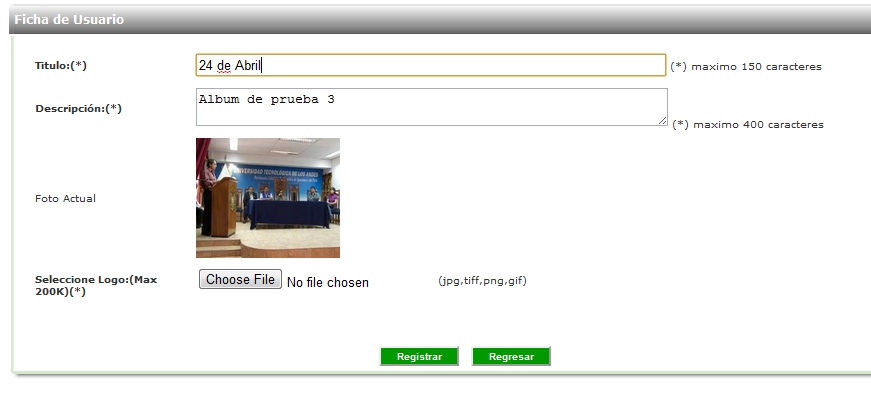 Ficha de Usuario
Titulo:(*)
24 de Abril
(*) maximo 150 caracteres
Descripción:(*)
Album de prueba 3
(*) maximo 400 caracteres
Foto Actual
UNIVERSIDAD TECNOLÓGICA DE LOS ANDES
Seleccione Logo:(Max
200K)(*)
Choose File No file chosen
(jpg,tiff,png,gif)
Registrar
Regresar